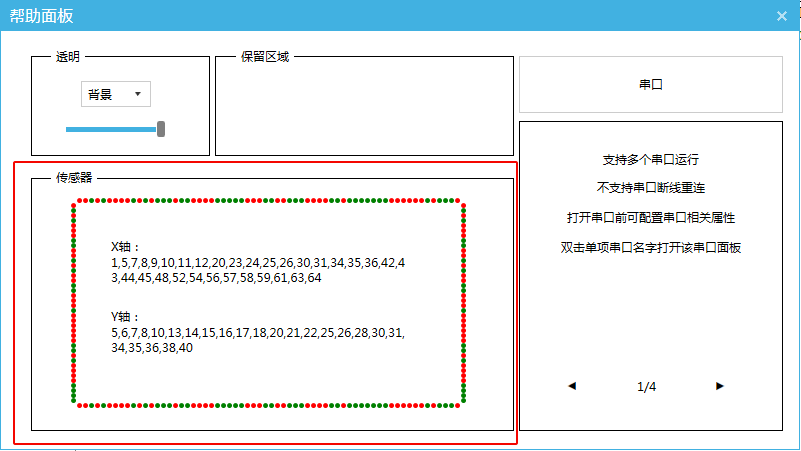 帮助面板
透明
保留区域
背景
串口
传感器
X轴：
1,5,7,8,9,10,11,12,20,23,24,25,26,30,31,34,35,36,42,4
3,44,45,48,52,54,56,57,58,59,61,63,64
Y轴：
5,6,7,8,10,13,14,15,16,17,18,20,21,22,25,26,28,30,31,
34,35,36,38,40
支持多个串口运行
不支持串口断线重连
打开串口前可配置串口相关属性
双击单项串口名字打开该串口面板
1/4